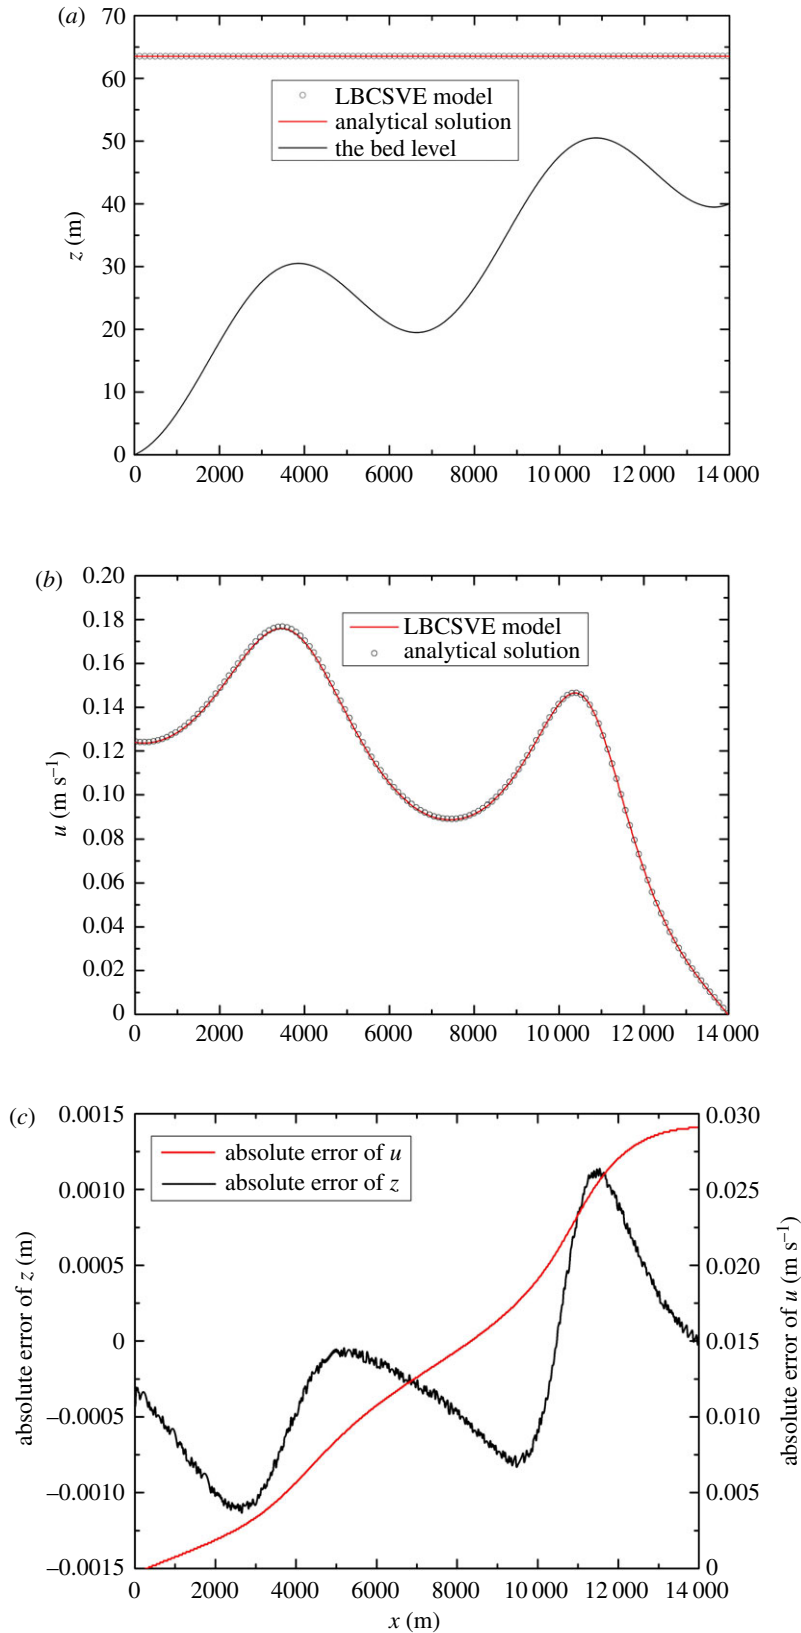 (a)
70
60
50
40
30
20
10
0
z (m)
LBCSVE model
analytical solution
the bed level
0 2000 4000 6000 8000 10 000 12 000 14 000
(b)
0.20
0.18
0.16
0.14
0.12
0.10
0.08
0.06
0.04
0.02
0
u (m s⁻¹)
LBCSVE model
analytical solution
0 2000 4000 6000 8000 10 000 12 000 14 000
(c)
0.0015
0.0010
0.0005
0
–0.0005
–0.0010
–0.0015
absolute error of z (m)
absolute error of u
absolute error of z
0.030
0.025
0.020
0.015
0.010
0.005
0
absolute error of u (m s⁻¹)
0 2000 4000 6000 8000 10 000 12 000 14 000
x (m)